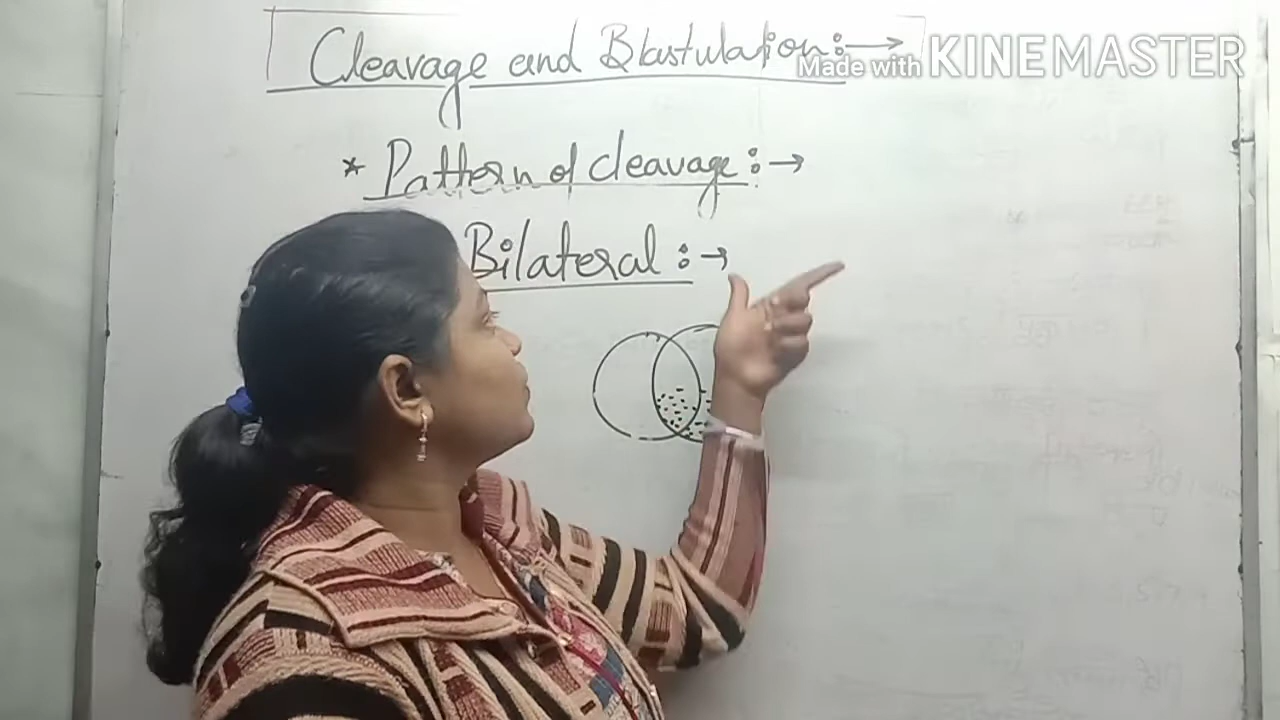 Cleavage and Blastulation :→
Made with KINEMASTER
* Pattern of cleavage :→
Bilateral :→